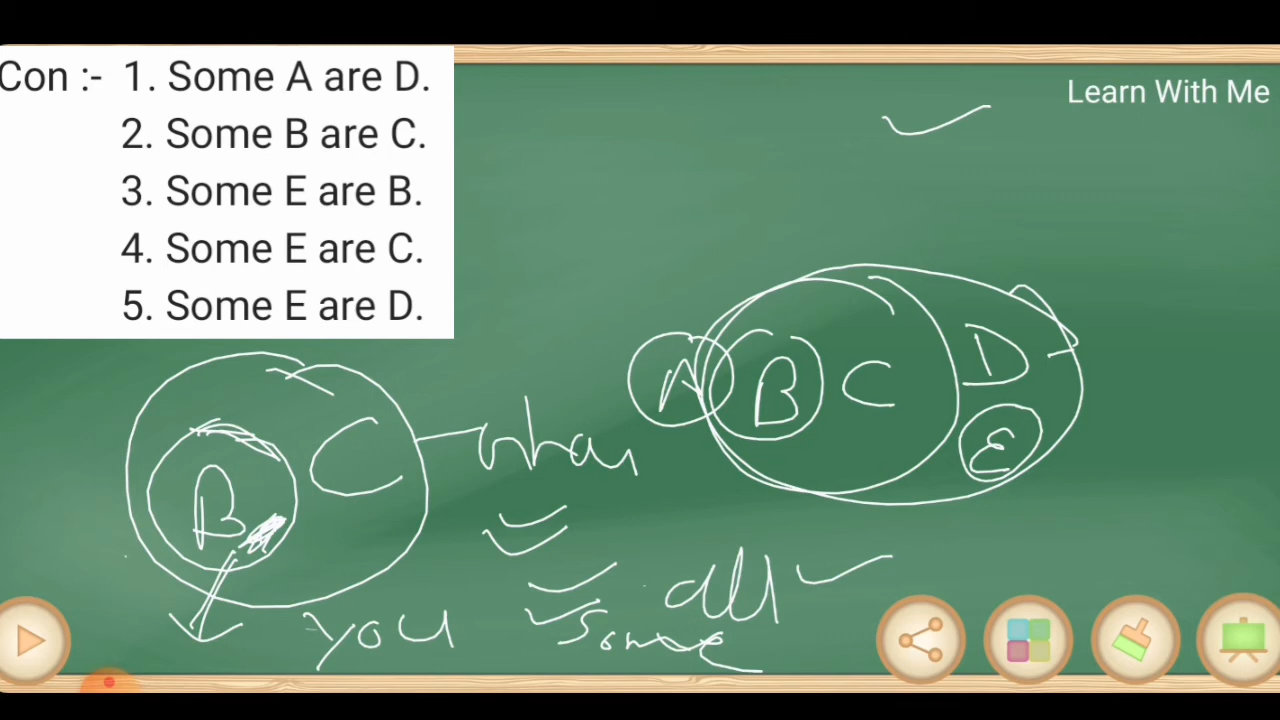 Con :- 1. Some A are D.
2. Some B are C.
3. Some E are B.
4. Some E are C.
5. Some E are D.
Learn With Me
A B C D
E
B C
all
you some